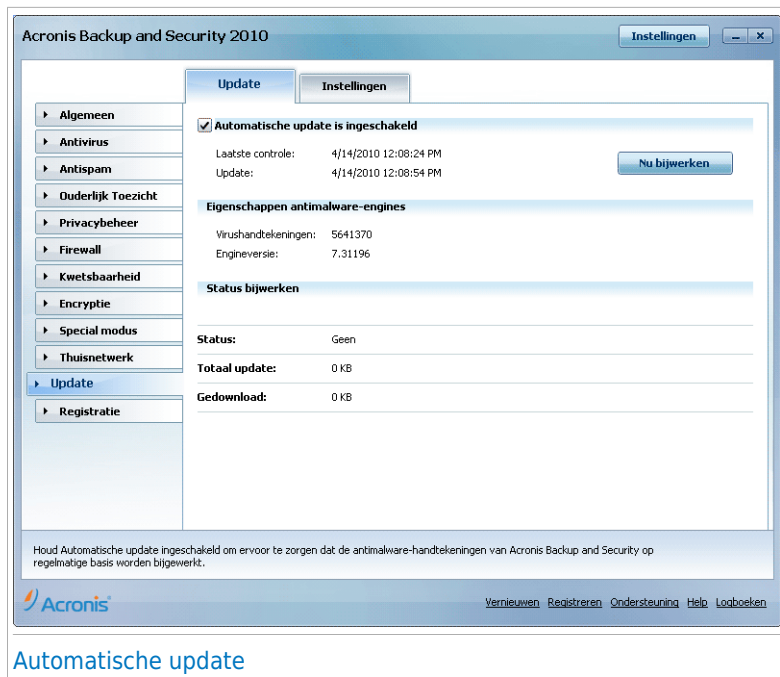 Acronis Backup and Security 2010
Instellingen
Update
Instellingen
Algemeen
Antivirus
Antispam
Ouderlijk Toezicht
Privacybeheer
Firewall
Kwetsbaarheid
Encryptie
Special modus
Thuisnetwerk
Update
Registratie
Automatische update is ingeschakeld
Laatste controle: 4/14/2010 12:08:24 PM
Update: 4/14/2010 12:08:54 PM
Nu bijwerken
Eigenschappen antimalware-engines
Virushandtekeningen: 5641370
Engineversie: 7.31196
Status bijwerken
Status: Geen
Totaal update: 0 KB
Gedownload: 0 KB
Houd Automatische update ingeschakeld om ervoor te zorgen dat de antimalware-handtekeningen van Acronis Backup and Security op
regelmatige basis worden bijgewerkt.
Acronis
Vernieuwen Registreren Ondersteuning Help Logboeken
Automatische update